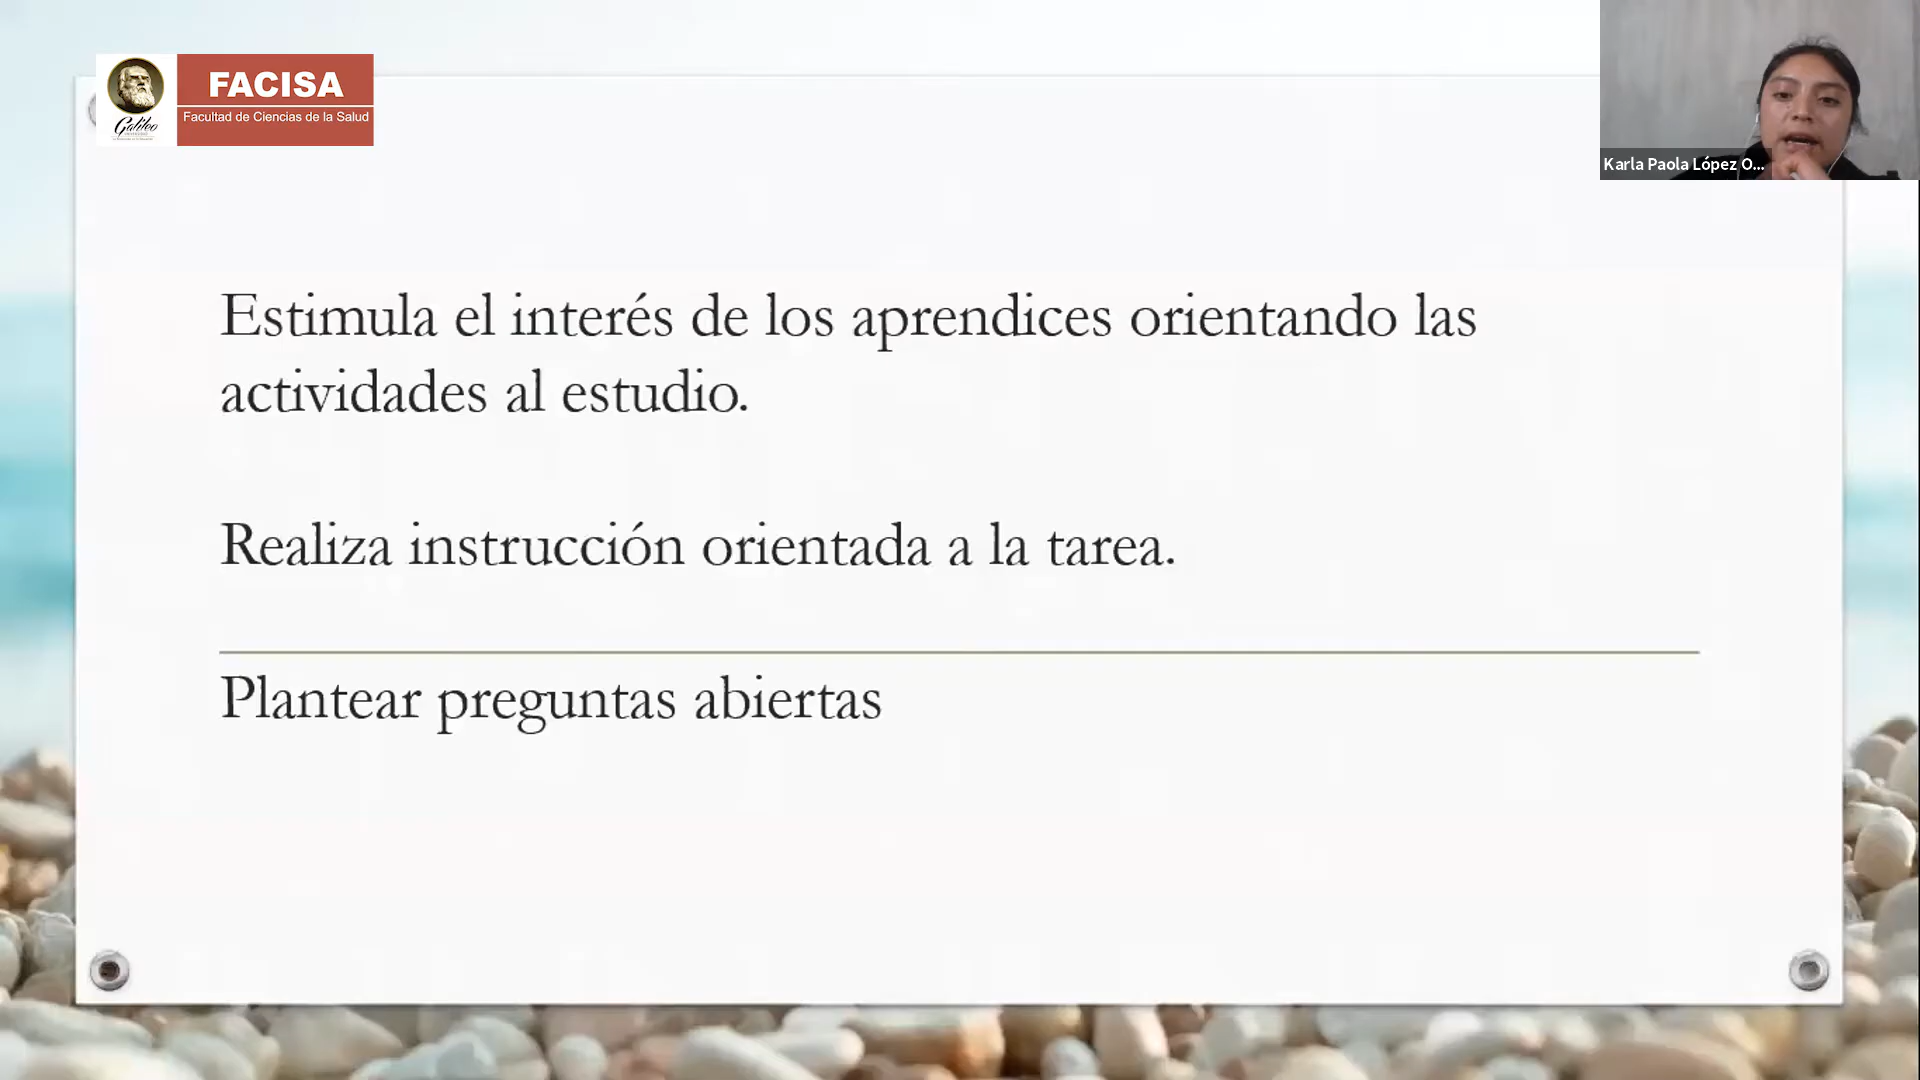 Galileo
FACISA
Facultad de Ciencias de la Salud
Karla Paola López O...
Estimula el interés de los aprendices orientando las
actividades al estudio.
Realiza instrucción orientada a la tarea.
Plantear preguntas abiertas